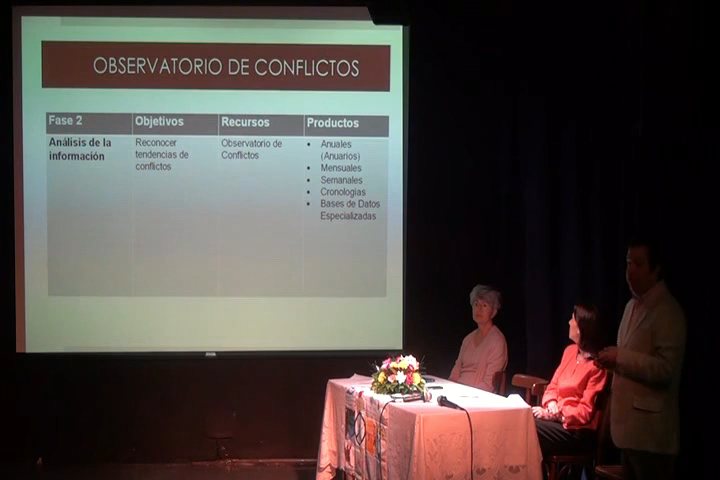 OBSERVATORIO DE CONFLICTOS
Fase 2 Objetivos Recursos Productos
Análisis de la
información
Reconocer
tendencias de
conflictos
Observatorio de
Conflictos
• Anuales
(Anuarios)
• Mensuales
• Semanales
• Cronologías
• Bases de Datos
Especializadas